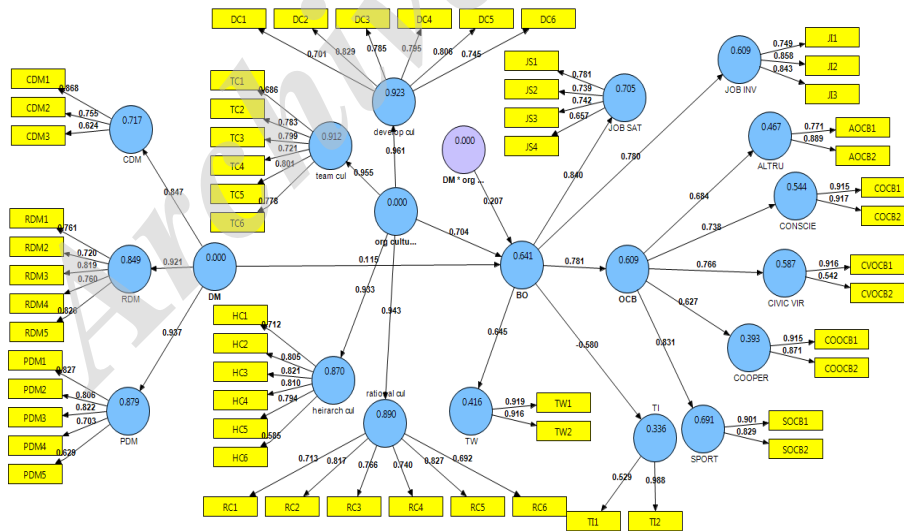 DC1 DC2 DC3 DC4 DC5 DC6
0.701 0.829 0.785 0.795 0.806 0.745
0.923
develop cul
CDM1
CDM2
CDM3
0.868
0.755
0.624
0.717
CDM
TC1
TC2
TC3
TC4
TC5
TC6
0.686
0.783
0.799
0.721
0.801
0.778
0.912
team cul
0.955
0.961
0.000
DM * org ...
0.207
JS1
JS2
JS3
JS4
0.781
0.739
0.742
0.657
0.705
JOB SAT
0.840
0.609
JOB INV
0.749
0.858
0.843
JI1
JI2
JI3
0.780
0.467
ALTRU
0.771
0.889
AOCB1
AOCB2
0.684
0.544
CONSCIE
0.915
0.917
COCB1
COCB2
0.738
0.000
org cultu...
0.704
0.847
RDM1
RDM2
RDM3
RDM4
RDM5
0.761
0.720
0.819
0.760
0.826
0.849
RDM
0.921
0.000
DM
0.115
0.641
BO
0.781
0.609
OCB
0.766
0.587
CIVIC VIR
0.916
0.542
CVOCB1
CVOCB2
0.933
0.943
0.937
0.627
0.393
COOPER
0.915
0.871
COOCB1
COOCB2
0.831
0.691
SPORT
0.901
0.829
SOCB1
SOCB2
PDM1
PDM2
PDM3
PDM4
PDM5
0.827
0.806
0.822
0.703
0.629
0.879
PDM
HC1
HC2
HC3
HC4
HC5
HC6
0.712
0.805
0.821
0.810
0.794
0.585
0.870
heirarch cul
rational cul
0.890
0.713 0.817 0.766 0.740 0.827 0.692
RC1 RC2 RC3 RC4 RC5 RC6
0.645
0.416
TW
0.919
0.916
TW1
TW2
-0.580
TI
0.336
0.529
0.988
TI1 TI2
Archive